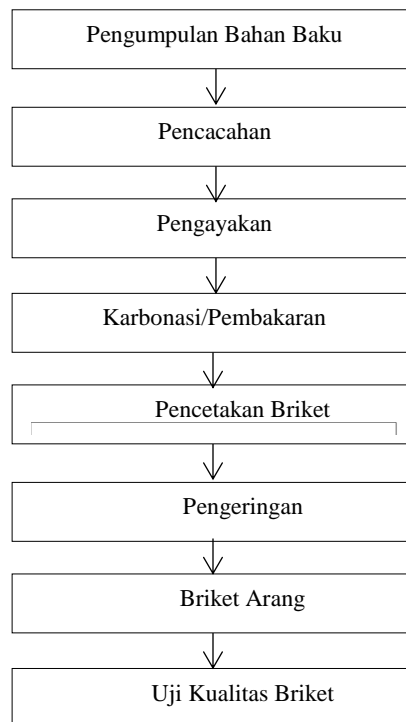 Pengumpulan Bahan Baku
Pencacahan
Pengayakan
Karbonasi/Pembakaran
Pencetakan Briket
Pengeringan
Briket Arang
Uji Kualitas Briket